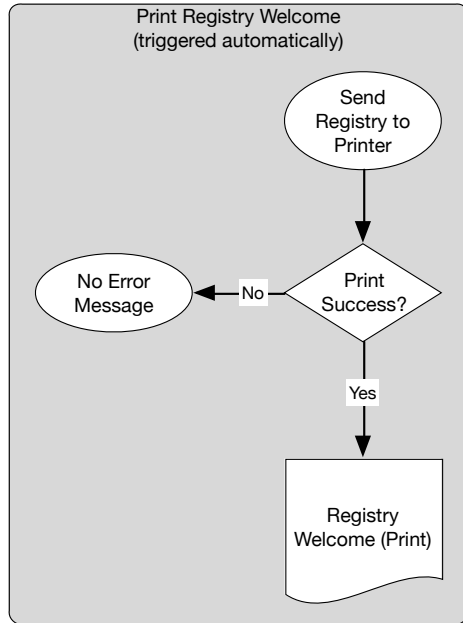 Print Registry Welcome
(triggered automatically)
Send
Registry to
Printer
Print
Success?
No
No Error
Message
Yes
Registry
Welcome (Print)